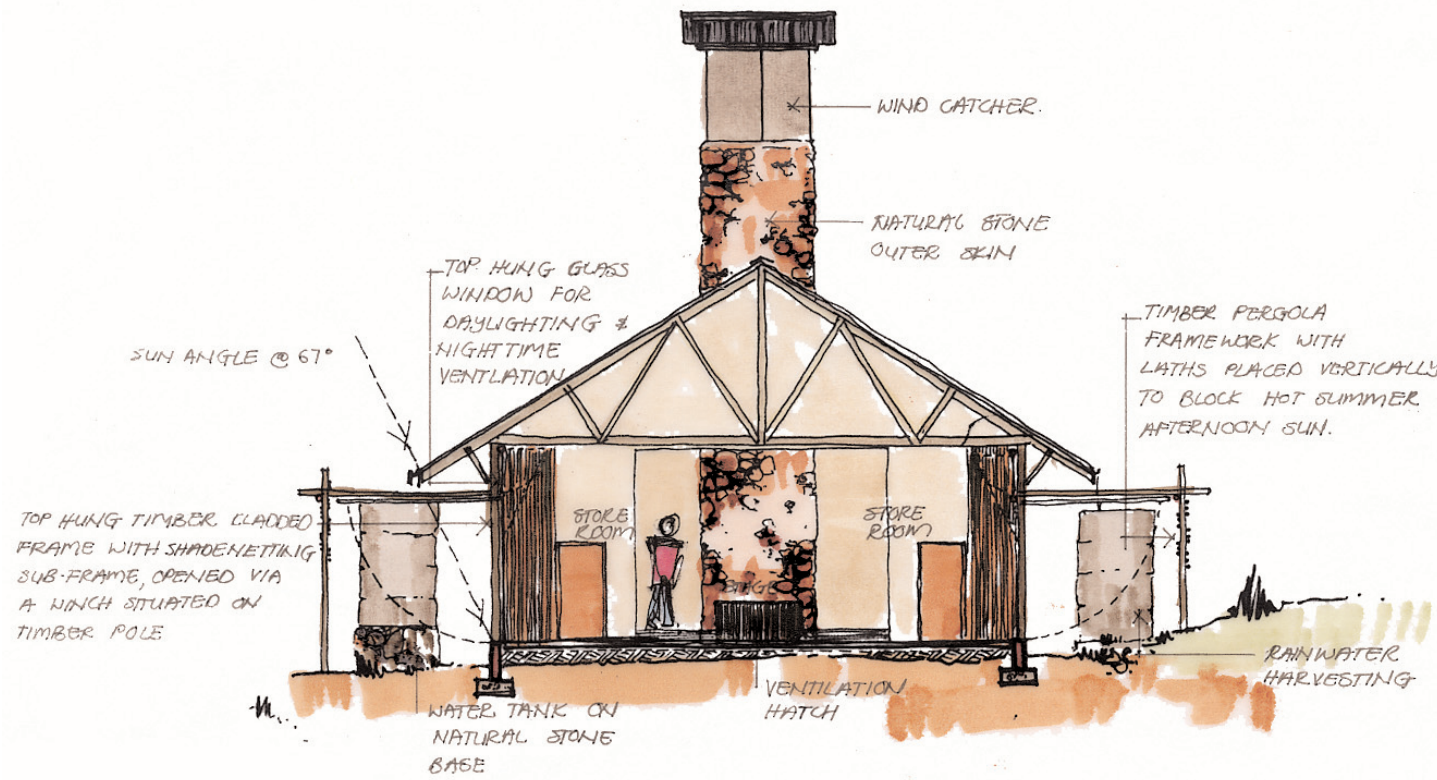 WIND CATCHER.
NATURAL STONE
OUTER SKIN
TOP HUNG GLASS
WINDOW FOR
DAYLIGHTING &
NIGHTTIME
VENTLATION
SUN ANGLE @ 67°
TIMBER PERGOLA
FRAMEWORK WITH
LATHS PLACED VERTICALLY
TO BLOCK HOT SUMMER
AFTERNOON SUN.
TOP HUNG TIMBER CLADDED
FRAME WITH SHADENETTING
SUB-FRAME, OPENED VIA
A WINCH SITUATED ON
TIMBER POLE
STORE
ROOM
STORE
ROOM
STAGE
RAINWATER
HARVESTING
VENTILATION
HATCH
WATER TANK ON
NATURAL STONE
BASE